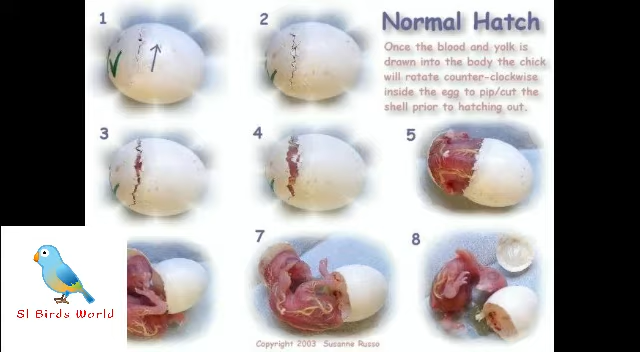 1
2
Normal Hatch
Once the blood and yolk is
drawn into the body the chick
will rotate counter-clockwise
inside the egg to pip/cut the
shell prior to hatching out.
3
4
5
7
8
SI Birds World
Copyright 2003 Susanne Russo